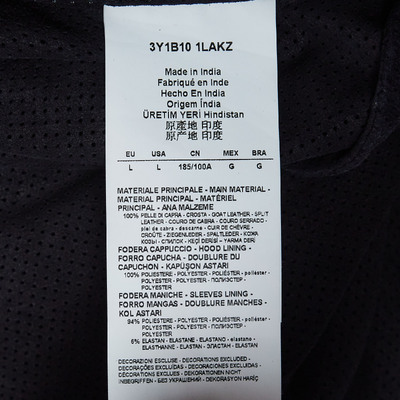 3Y1B10 1LAKZ
Made in India
Fabriqué en Inde
Hecho En India
Origem Índia
ÜRETİM YERİ Hindistan
原產地 印度
原产地 印度
EU USA CN MEX BRA
L L 185/100A G G
MATERIALE PRINCIPALE - MAIN MATERIAL -
MATERIAL PRINCIPAL - MATÉRIEL
PRINCIPAL - ANA MALZEME
100% PELLE DI CAPRA - CROSTA - GOAT LEATHER - SPLIT
LEATHER - COURO DE CABRA - COURO SERRADO -
piel de cabra - descarne - CUIR DE CHÈVRE -
CROÛTE - ZIEGENLEDER - SPALTLEDER - КОЖА
КОЗЫ - СПИЛОК - KEÇİ DERİSİ - YARMA DERİ
FODERA CAPPUCCIO - HOOD LINING -
FORRO CAPUCHA - DOUBLURE DU
CAPUCHON - KAPÜŞON ASTARI
100% POLIESTERE - POLYESTER - POLIÉSTER - poliéster
- POLYESTER - POLYESTER - ПОЛИЭСТЕР -
POLYESTER
FODERA MANICHE - SLEEVES LINING -
FORRO MANGAS - DOUBLURE MANCHES -
KOL ASTARI
94% POLIESTERE - POLYESTER - POLIÉSTER - poliéster
- POLYESTER - POLYESTER - ПОЛИЭСТЕР -
POLYESTER
6% ELASTAN - ELASTANE - ELASTANO - elastano -
ELASTHANNE - ELASTAN - ЭЛАСТАН - ELASTAN
DECORAZIONI ESCLUSE - DECORATIONS EXCLUDED -
DECORAÇÕES EXCLUÍDAS -
DÉCORATIONS EXCLUES - DEKORATIONEN NICHT
INBEGRIFFEN - БЕЗ УКРАШЕНИЙ - DEKORASYON HARİÇ